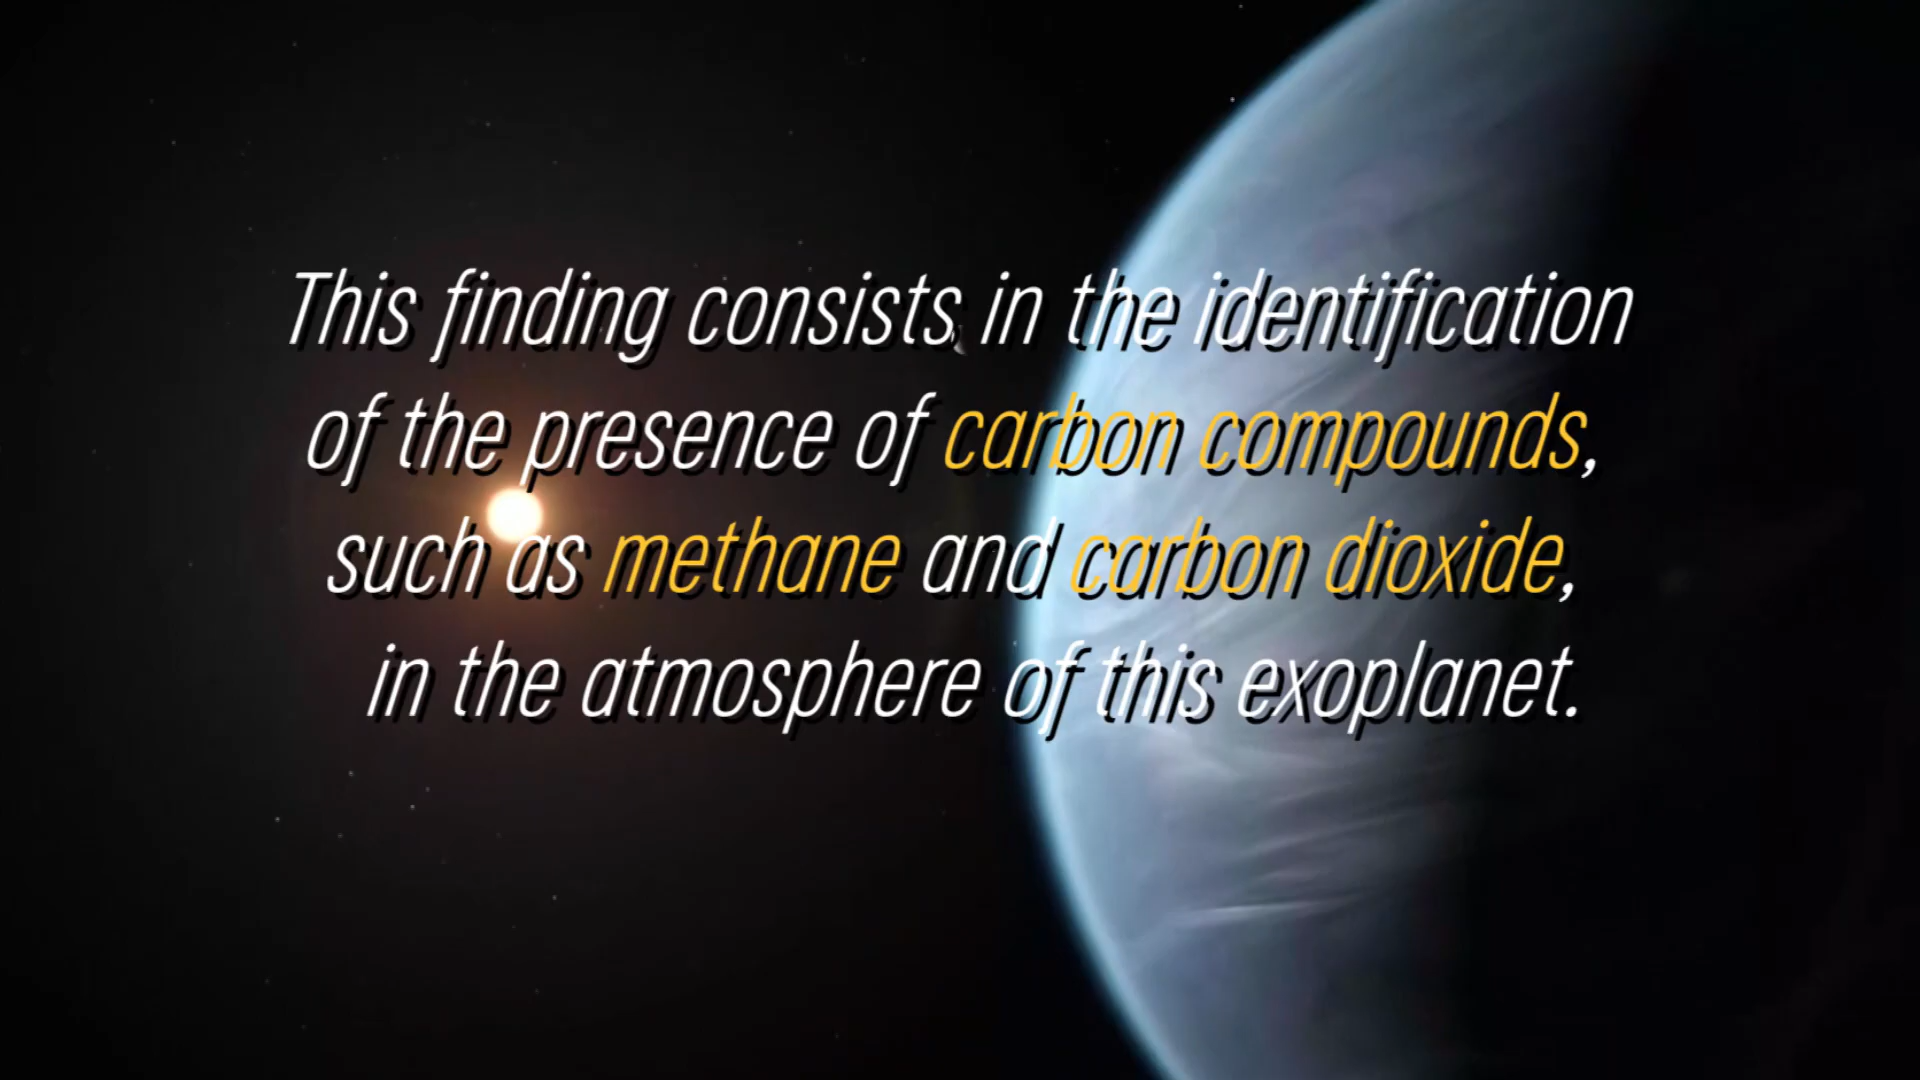 This finding consists in the identification
of the presence of carbon compounds,
such as methane and carbon dioxide,
in the atmosphere of this exoplanet.